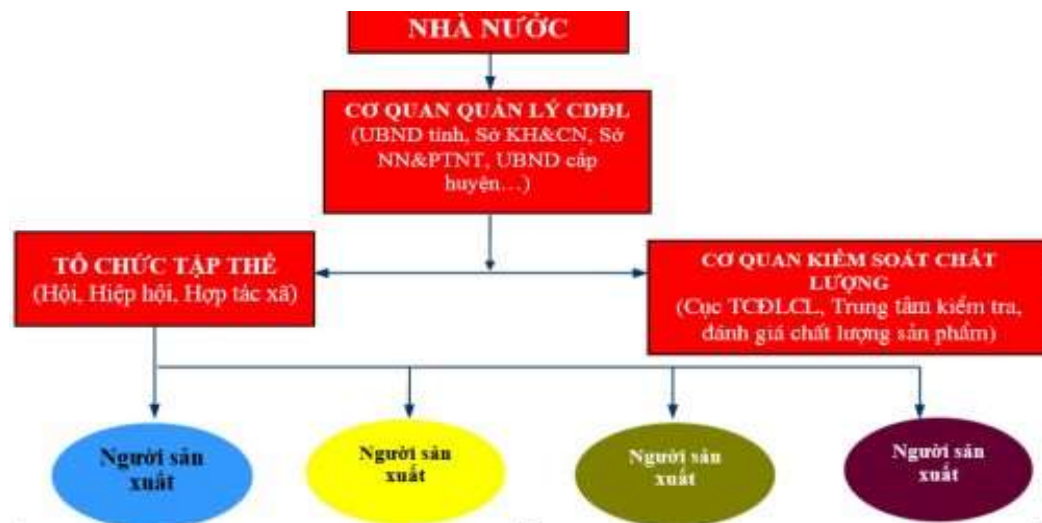 NHÀ NƯỚC
CƠ QUAN QUẢN LÝ CDĐL
(UBND tỉnh, Sở KH&CN, Sở
NN&PTNT, UBND cấp
huyện…)
TỔ CHỨC TẬP THỂ
(Hội, Hiệp hội, Hợp tác xã)
CƠ QUAN KIỂM SOÁT CHẤT
LƯỢNG
(Cục TCĐLCL, Trung tâm kiểm tra,
đánh giá chất lượng sản phẩm)
Người sản
xuất
Người sản
xuất
Người sản
xuất
Người sản
xuất